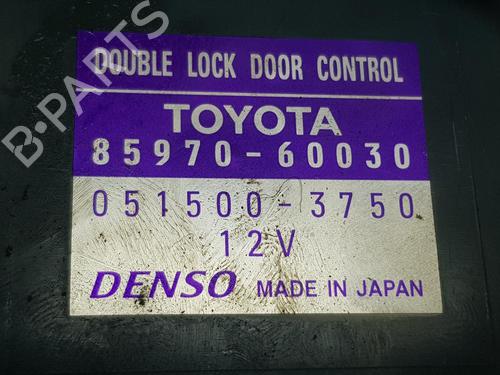 DOUBLE LOCK DOOR CONTROL
TOYOTA
85970-60030
051500-3750
12V
DENSO MADE IN JAPAN
B-PARTS